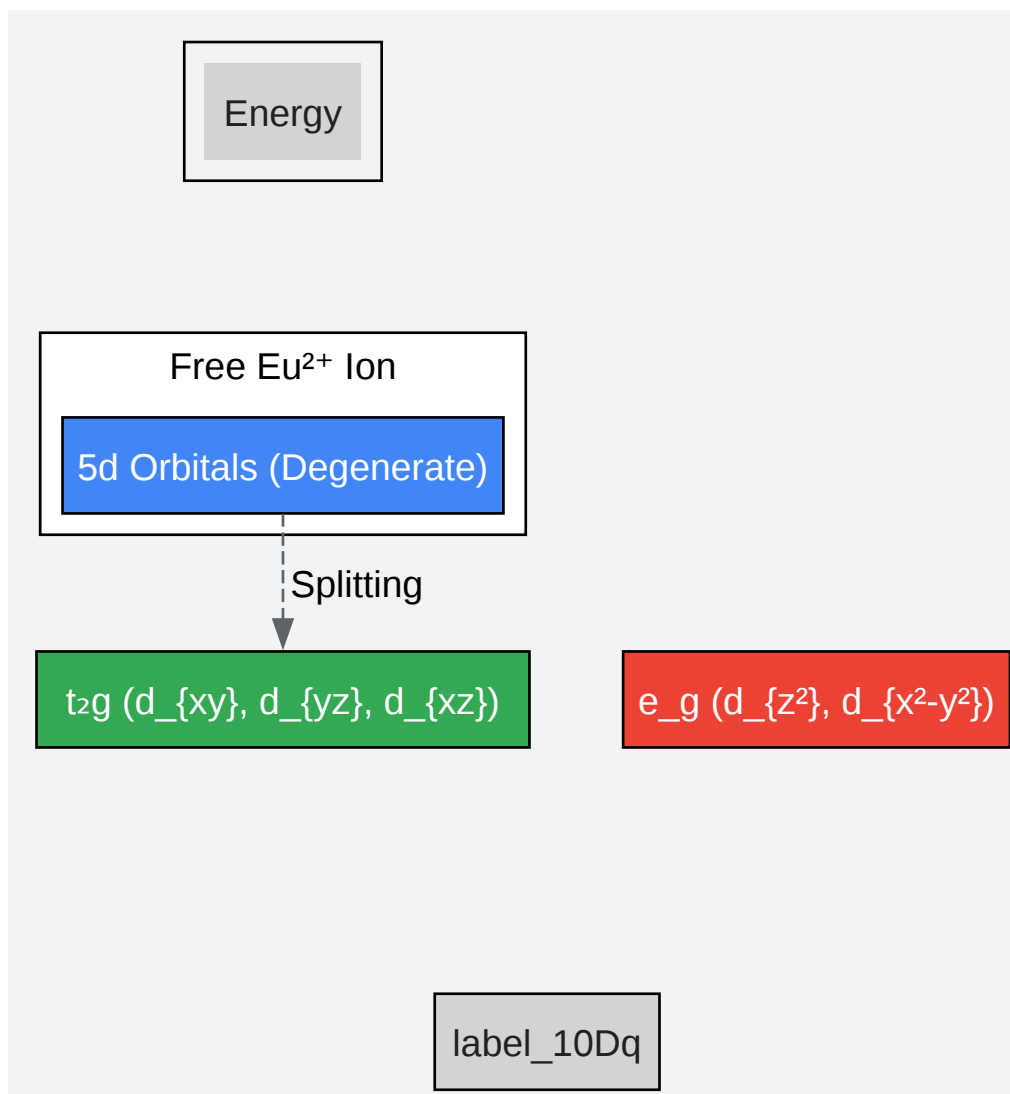 Energy
Free Eu²⁺ Ion
5d Orbitals (Degenerate)
Splitting
t₂g (d_{xy}, d_{yz}, d_{xz})
e_g (d_{z²}, d_{x²-y²})
label_10Dq